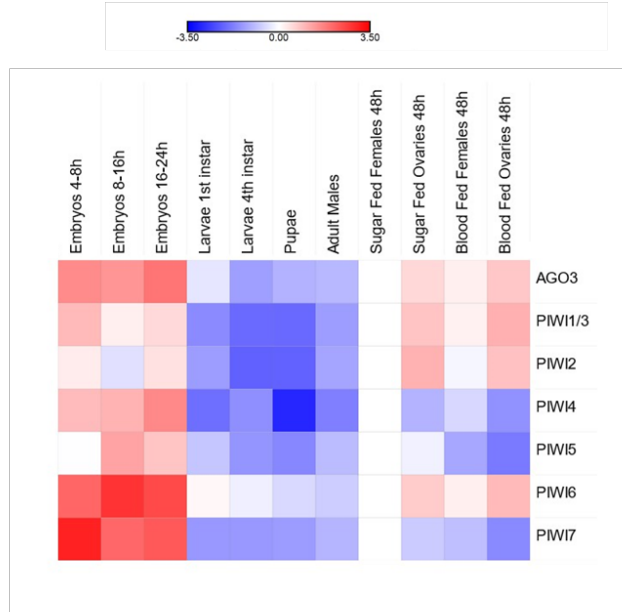 -3.50 0.00 3.50
Embryos 4-8h
Embryos 8-16h
Embryos 16-24h
Larvae 1st instar
Larvae 4th instar
Pupae
Adult Males
Sugar Fed Females 48h
Sugar Fed Ovaries 48h
Blood Fed Females 48h
Blood Fed Ovaries 48h
AGO3
PIWI1/3
PIWI2
PIWI4
PIWI5
PIWI6
PIWI7